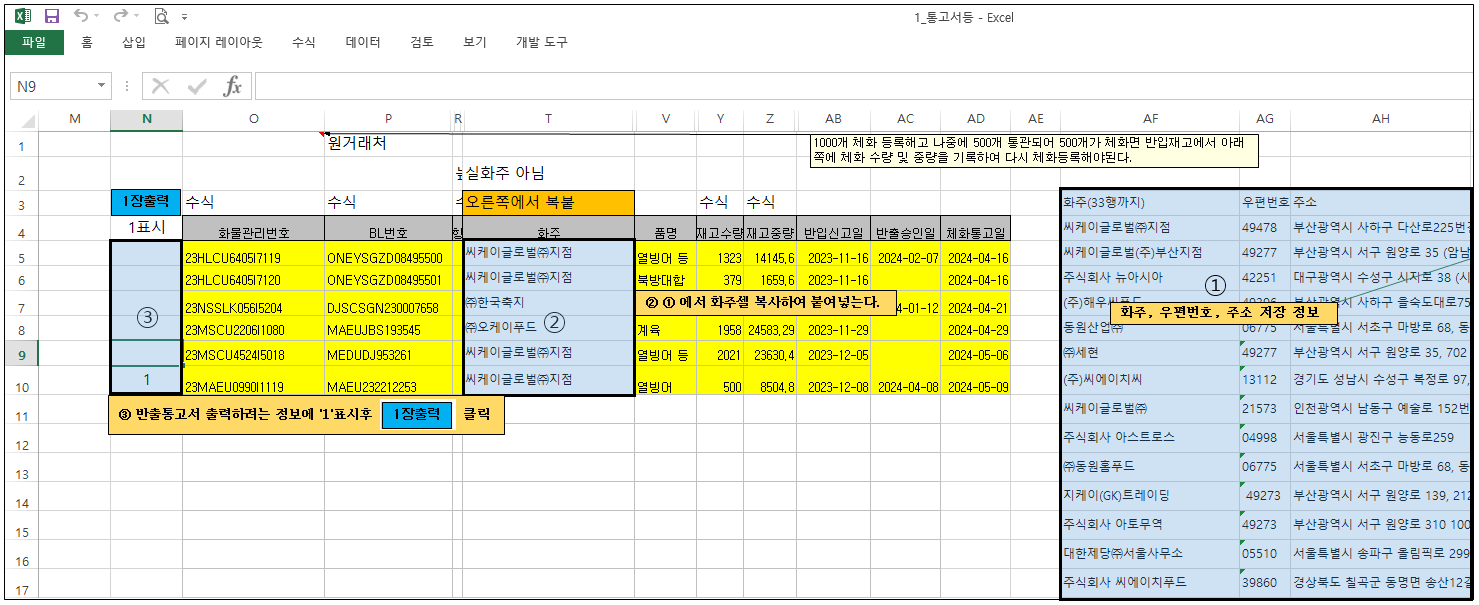 1_통고서등 - Excel
파일 홈 삽입 페이지 레이아웃 수식 데이터 검토 보기 개발 도구
N9 fx
M N O P R T V Y Z AB AC AD AE AF AG AH
1 원거래처 1000개 체화 등록해고 나중에 500개 통관되어 500개가 체화면 반입재고에서 아래
쪽에 체화 수량 및 중량을 기록하여 다시 체화등록해야된다.
2 실화주 아님
3 1장출력 수식 수식 오른쪽에서 복붙 수식 수식 화주(33행까지) 우편번호 주소
4 1표시 화물관리번호 BL번호 화주 품명 재고수량 재고중량 반입신고일 반출승인일 체화통고일 씨케이글로벌㈜지점 49478 부산광역시 사하구 다산로225번길
5 23HLCU6405I7119 ONEYSGZD08495500 씨케이글로벌㈜지점 열빙어 등 1323 14145,6 2023-11-16 2024-02-07 2024-04-16 씨케이글로벌(주)부산지점 49277 부산광역시 서구 원양로 35 (암남
6 23HLCU6405I7120 ONEYSGZD08495501 씨케이글로벌㈜지점 북방대합 379 1659,6 2023-11-16 2024-04-16 주식회사 뉴아시아 42251 대구광역시 수성구 시지로 38 (시
①
7 23NSSLK056I5204 DJSCSGN230007658 ㈜한국축지 ② ① 에서 화주셀 복사하여 붙여넣는다. 4-01-12 2024-04-21 (주)해우씨푸드 부산광역시 사하구 을숙도대로75
화주, 우편번호, 주소 저장 정보
8 ③ 23MSCU2206I1080 MAEUJBS193545 ㈜오케이푸드 ② 계육 1958 24583,29 2023-11-29 2024-04-29 동원산업㈜ 06775 서울특별시 서초구 마방로 68, 동
9 23MSCU4524I5018 MEDUDJ953261 씨케이글로벌㈜지점 열빙어 등 2021 23630,4 2023-12-05 2024-05-06 ㈜세현 49277 부산광역시 서구 원양로 35, 702
10 1 23MAEU0990I1119 MAEU232212253 씨케이글로벌㈜지점 열빙어 500 8504,8 2023-12-08 2024-04-08 2024-05-09 (주)씨에이치씨 13112 경기도 성남시 수성구 복정로 97,
11 ③ 반출통고서 출력하려는 정보에 '1'표시후 1장출력 클릭 씨케이글로벌㈜ 21573 인천광역시 남동구 예술로 152번
12 주식회사 아스트로스 04998 서울특별시 광진구 능동로259
13 ㈜동원홈푸드 06775 서울특별시 서초구 마방로 68, 동
14 지케이(GK)트레이딩 49273 부산광역시 서구 원양로 139, 212
15 주식회사 아토무역 49273 부산광역시 서구 원양로 310 100
16 대한제당㈜서울사무소 05510 서울특별시 송파구 올림픽로 299
17 주식회사 씨에이치푸드 39860 경상북도 칠곡군 동명면 송산12길